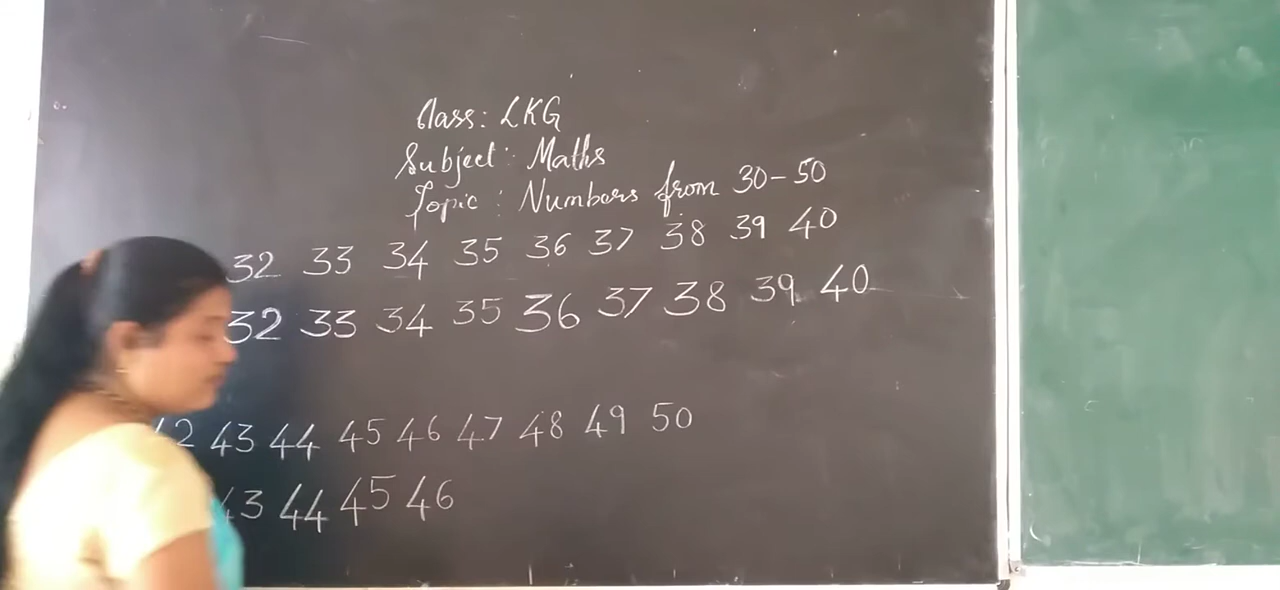 Class: LKG
Subject: Maths
Topic: Numbers from 30-50
32 33 34 35 36 37 38 39 40
32 33 34 35 36 37 38 39 40
42 43 44 45 46 47 48 49 50
43 44 45 46